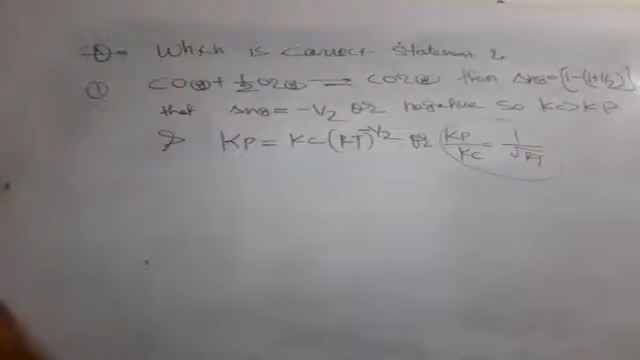 Q- Which is correct statement ?
① CO(g) + 1/2 O2(g) ⇌ CO2(g) then Δng = [1-(1+1/2)]
that Δng = -1/2 or negative so KC>KP
& KP = KC(RT)^-1/2 or KP/KC = 1/√RT